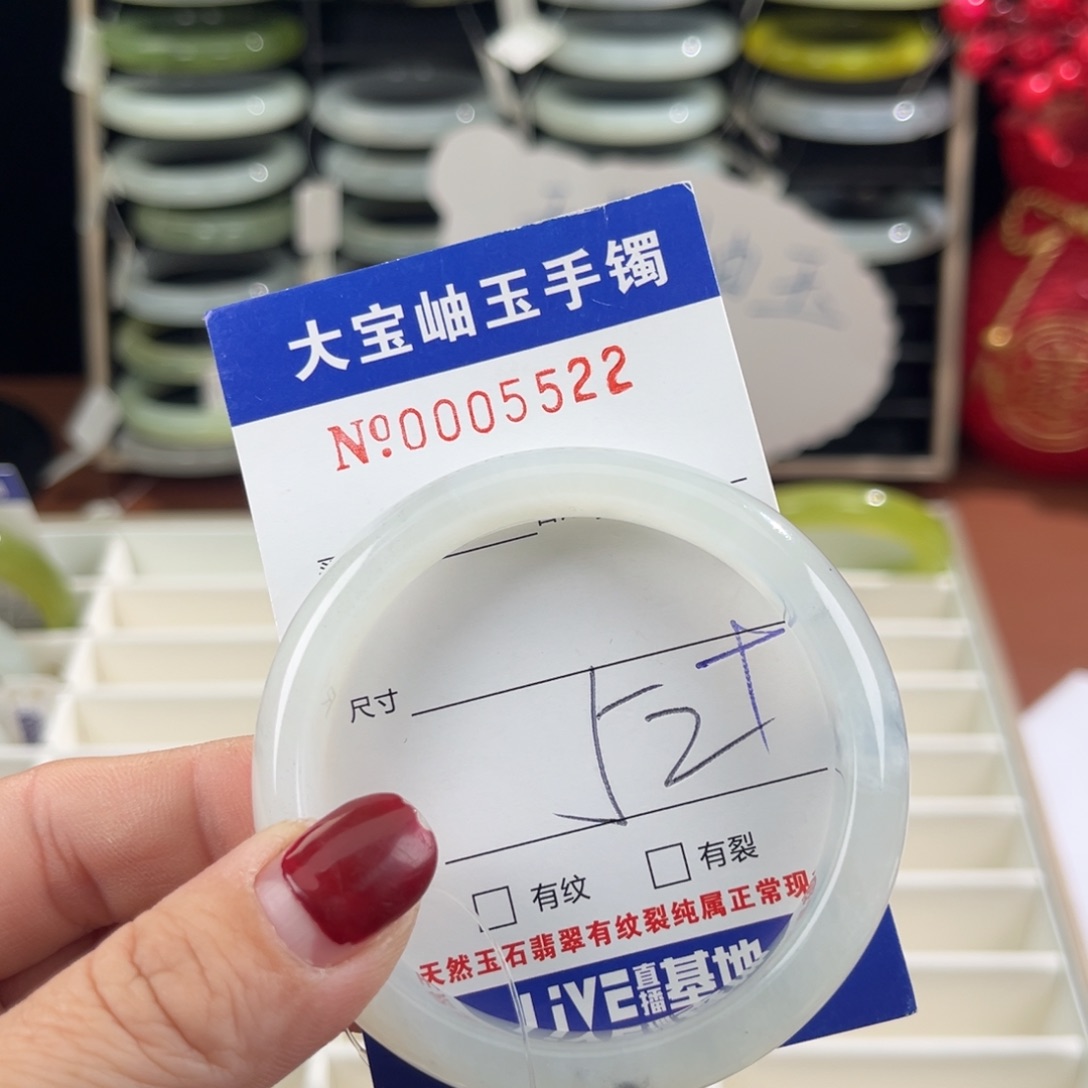 大宝岫玉手镯
Nº0005522
尺寸 52
有纹 有裂
天然玉石翡翠有纹裂纯属正常现
LiVE直播基地